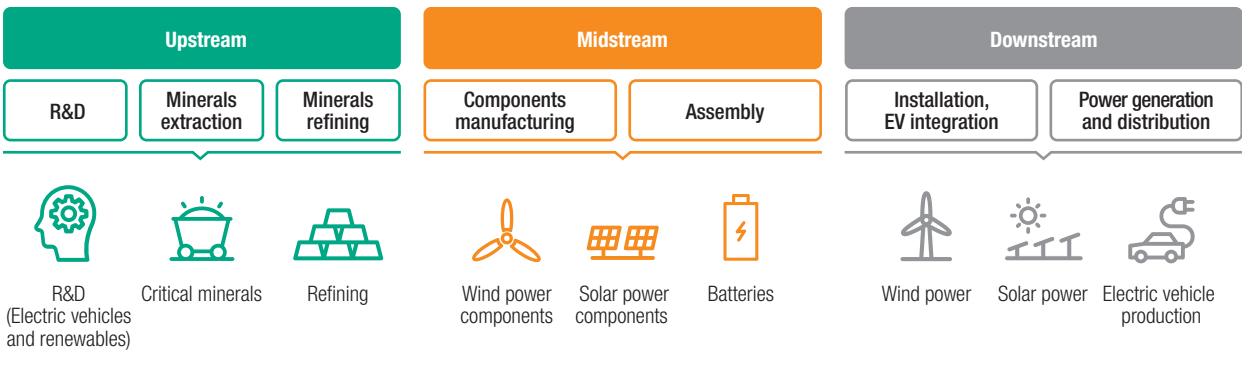 Upstream
Midstream
Downstream
R&D
Minerals
extraction
Minerals
refining
Components
manufacturing
Assembly
Installation,
EV integration
Power generation
and distribution
R&D
(Electric vehicles
and renewables)
Critical minerals
Refining
Wind power
components
Solar power
components
Batteries
Wind power
Solar power
Electric vehicle
production